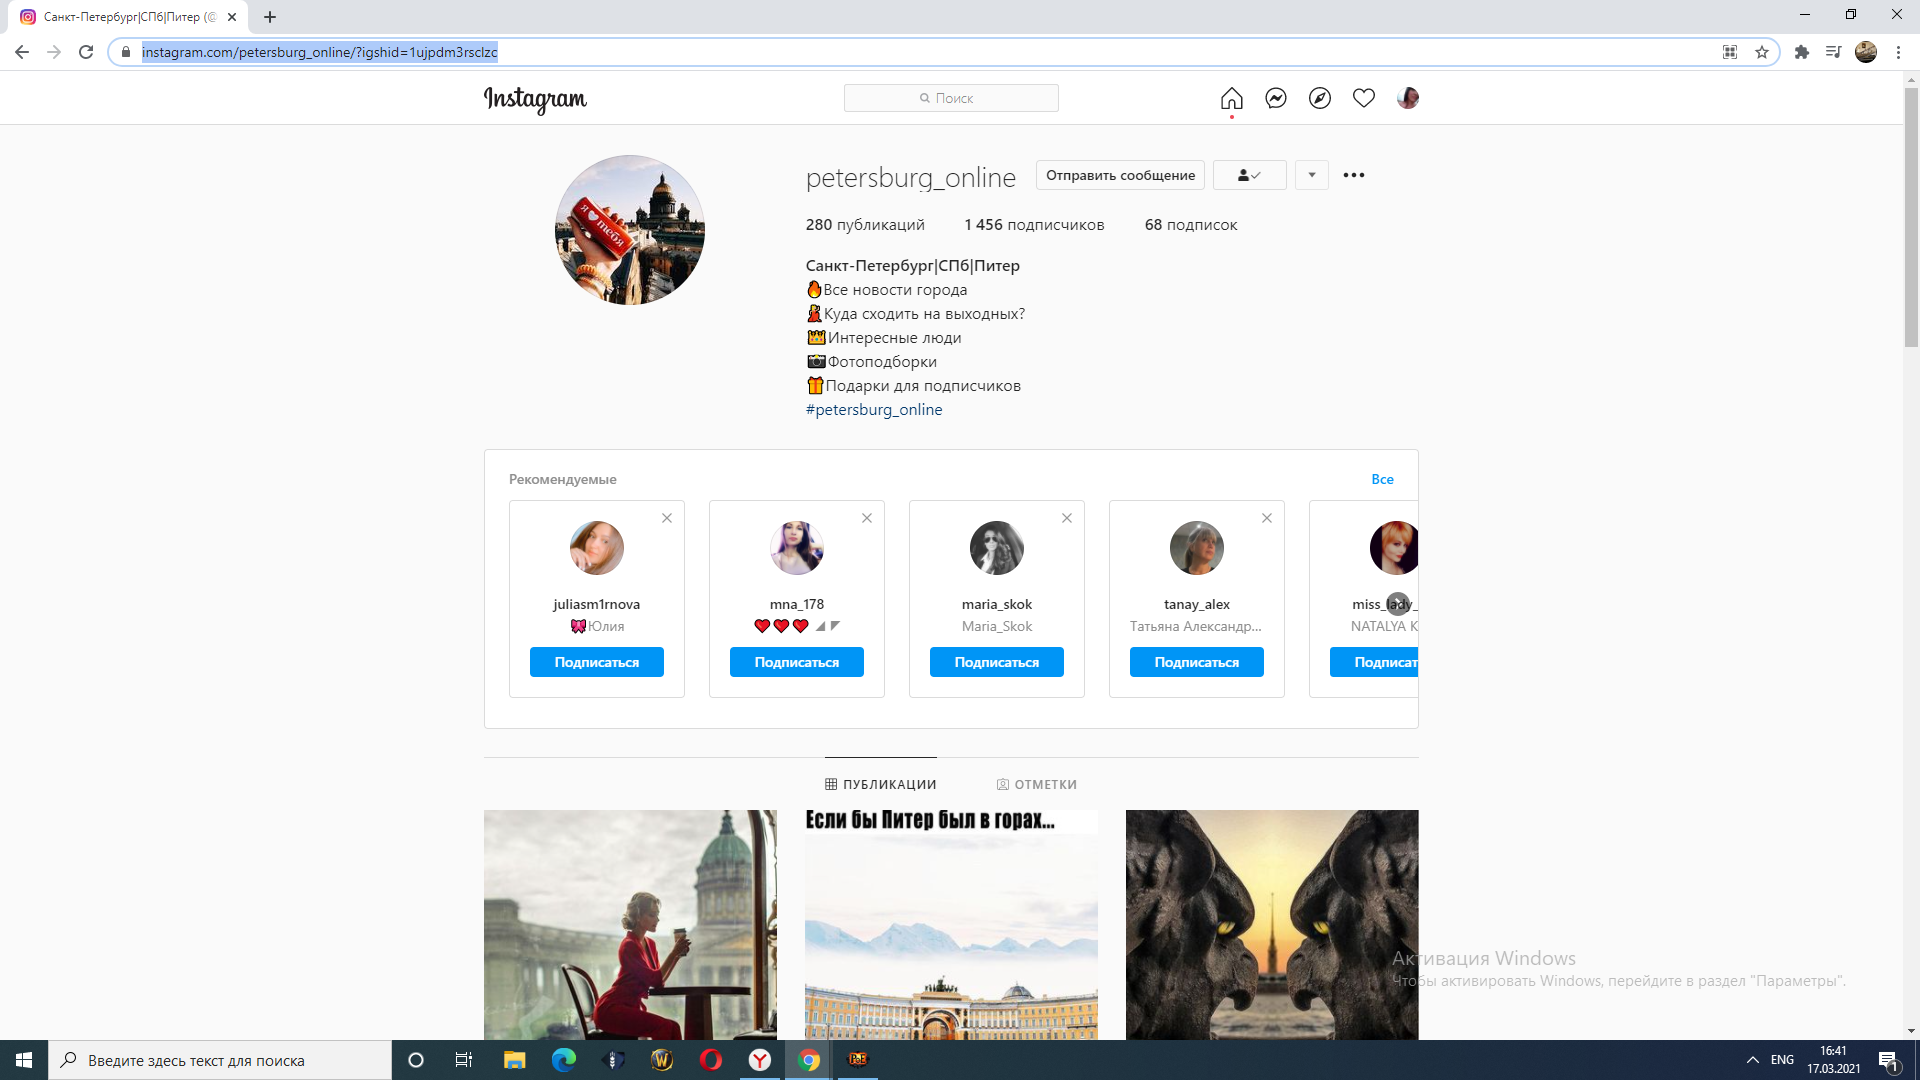 Санкт-Петербург|СПб|Питер (@
instagram.com/petersburg_online/?igshid=1ujpdm3rsclzc
Instagram
Поиск
petersburg_online
Отправить сообщение
280 публикаций 1 456 подписчиков 68 подписок
Санкт-Петербург|СПб|Питер
🔥Все новости города
💃Куда сходить на выходных?
👑Интересные люди
📸Фотоподборки
🎁Подарки для подписчиков
#petersburg_online
я тебя
Рекомендуемые Все
juliasm1rnova mna_178 maria_skok tanay_alex miss_lady_
🎀Юлия ❤❤❤ ◢ ◤ Maria_Skok Татьяна Александр... NATALYA K
Подписаться Подписаться Подписаться Подписаться Подписат
ПУБЛИКАЦИИ ОТМЕТКИ
Если бы Питер был в горах...
Активация Windows
Чтобы активировать Windows, перейдите в раздел "Параметры".
Введите здесь текст для поиска
PoE
ENG
16:41
17.03.2021
1